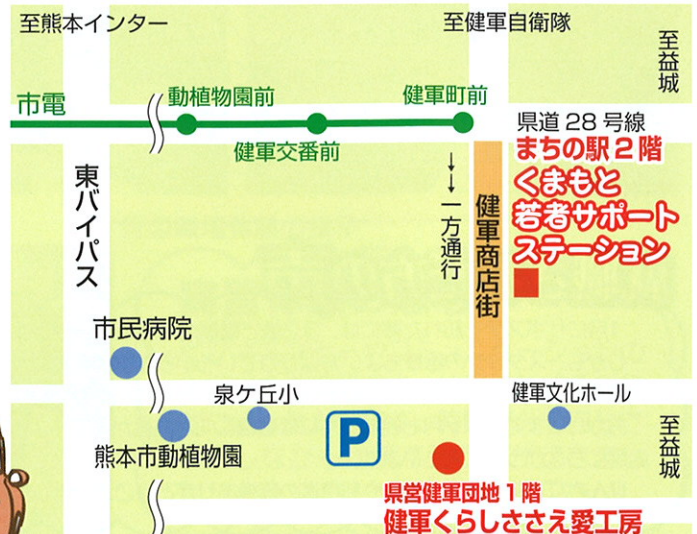 至熊本インター
至健軍自衛隊
至益城
市電
動植物園前
健軍町前
健軍交番前
県道28号線
まちの駅2階
くまもと
若者サポート
ステーション
東バイパス
↓↓一方通行
健軍商店街
市民病院
泉ケ丘小
P
健軍文化ホール
熊本市動植物園
至益城
県営健軍団地1階
健軍くらしささえ愛工房